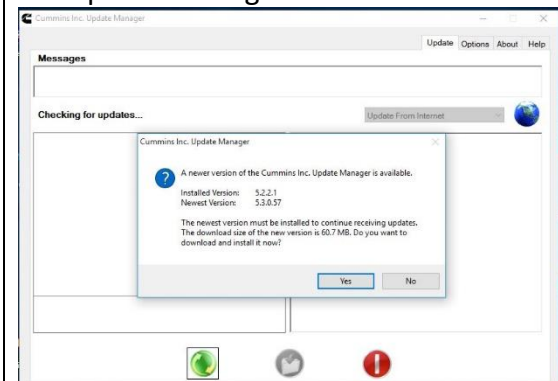 Cummins Inc. Update Manager
Update Options About Help
Messages
Checking for updates...
Update From Internet
Cummins Inc. Update Manager
A newer version of the Cummins Inc. Update Manager is available.
Installed Version: 5.2.2.1
Newest Version: 5.3.0.57
The newest version must be installed to continue receiving updates.
The download size of the new version is 60.7 MB. Do you want to
download and install it now?
Yes No